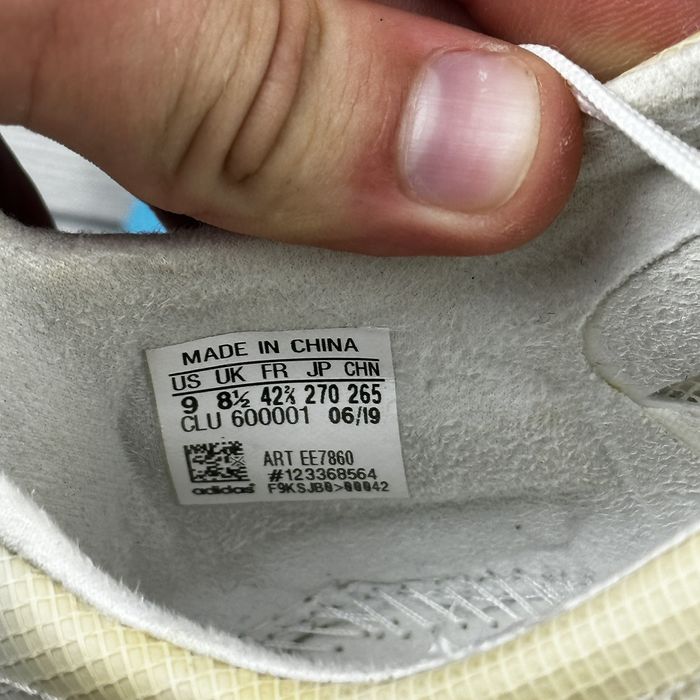 MADE IN CHINA
US UK FR JP CHN
9 8½ 42⅔ 270 265
CLU 600001 06/19
ART EE7860
#123368564
adidas F9KSJB0>00042